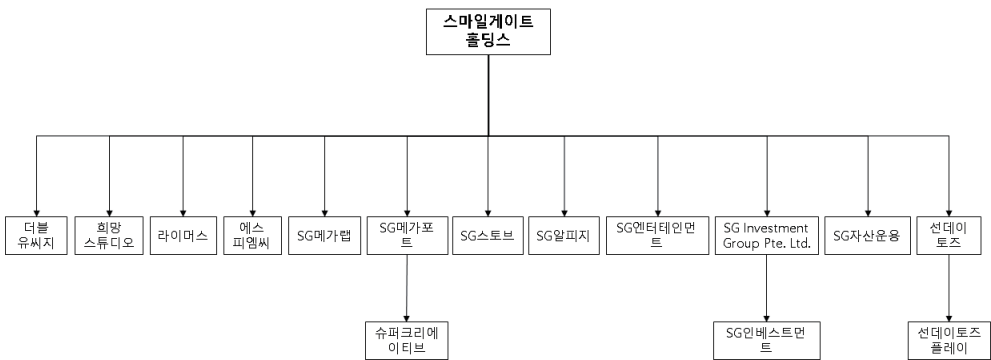 스마일게이트
홀딩스
더블
유씨지
희망
스튜디오
라이머스
에스
피엠씨
SG메가랩
SG메가포
트
SG스토브
SG알피지
SG엔터테인먼
트
SG Investment
Group Pte. Ltd.
SG자산운용
선데이
토즈
슈퍼크리에
이티브
SG인베스트먼
트
선데이토즈
플레이